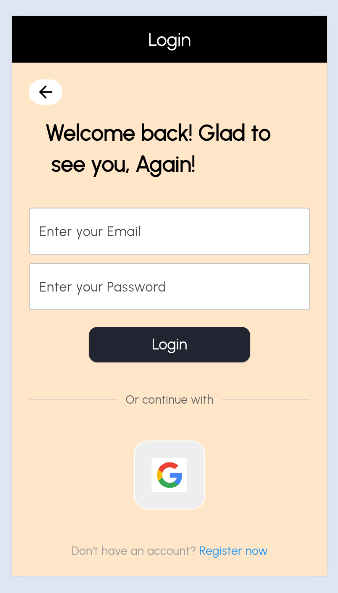 Login
Welcome back! Glad to
see you, Again!
Enter your Email
Enter your Password
Login
Or continue with
Don't have an account? Register now